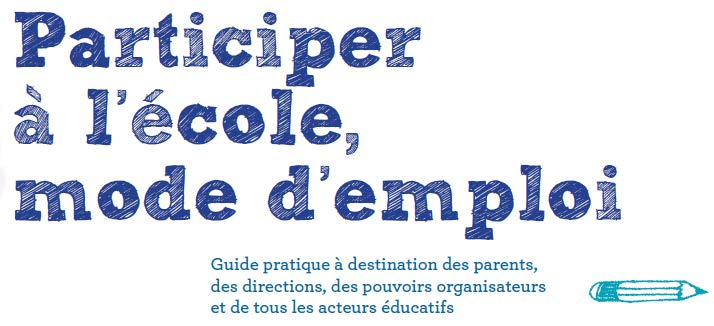 Participer
à l'école,
mode d'emploi
Guide pratique à destination des parents,
des directions, des pouvoirs organisateurs
et de tous les acteurs éducatifs